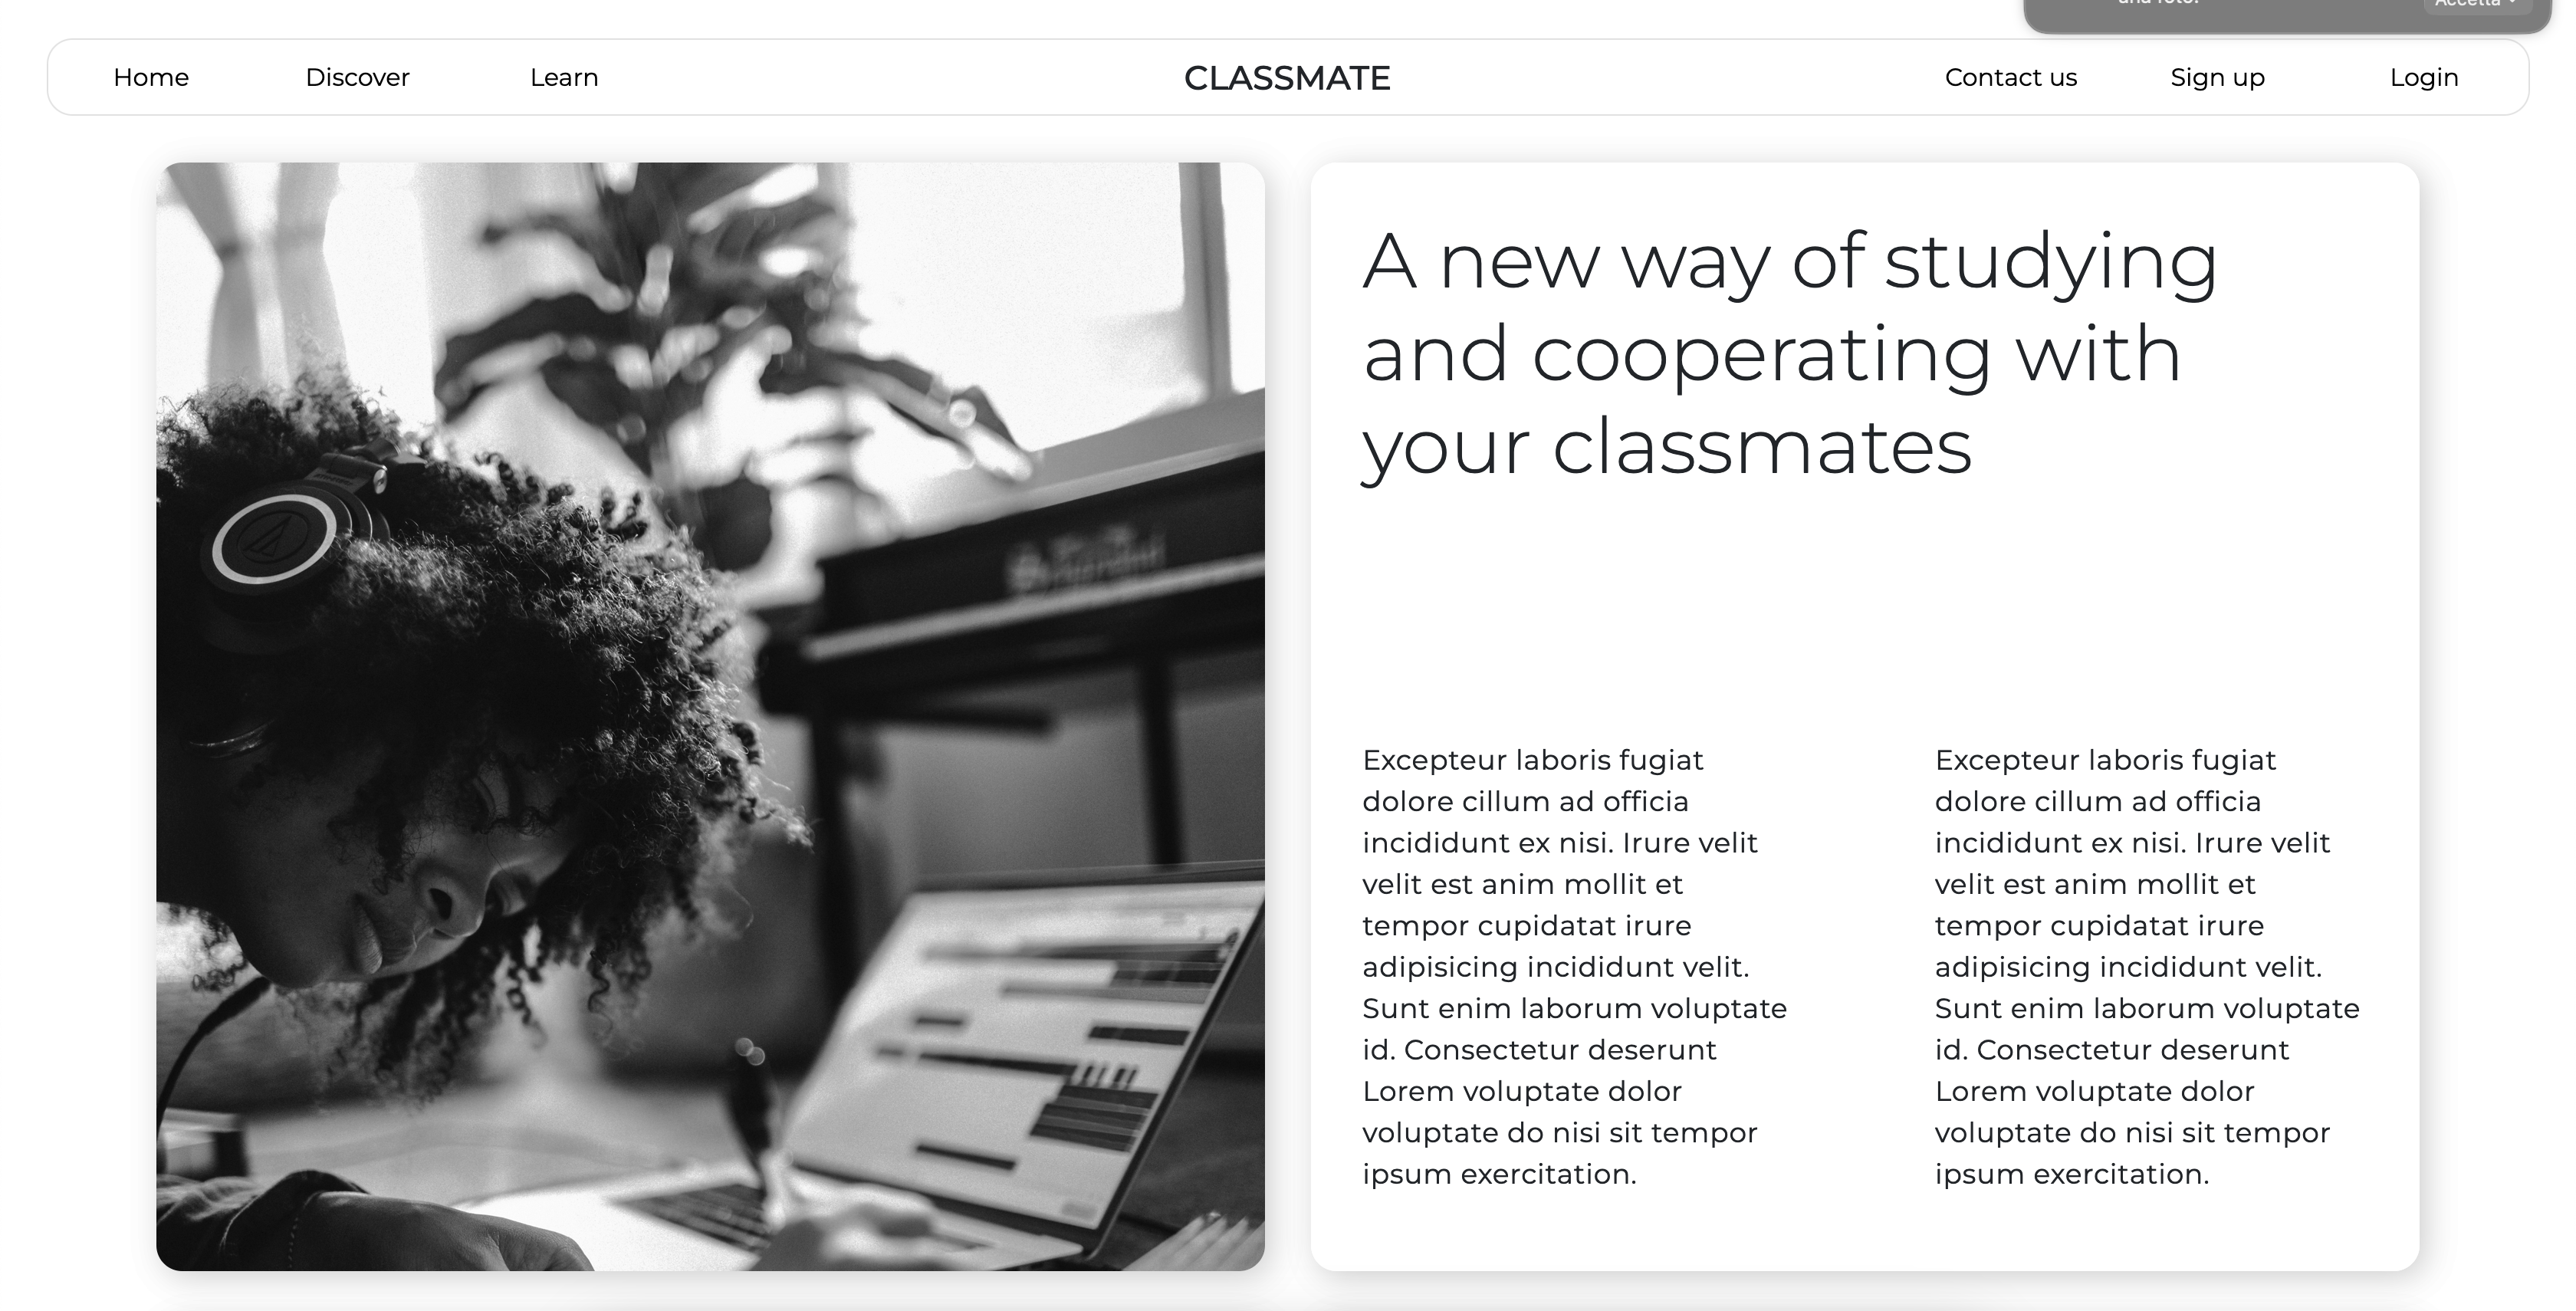 una foto.
Accetta
Home
Discover
Learn
CLASSMATE
Contact us
Sign up
Login
A new way of studying
and cooperating with
your classmates
Excepteur laboris fugiat
dolore cillum ad officia
incididunt ex nisi. Irure velit
velit est anim mollit et
tempor cupidatat irure
adipisicing incididunt velit.
Sunt enim laborum voluptate
id. Consectetur deserunt
Lorem voluptate dolor
voluptate do nisi sit tempor
ipsum exercitation.
Excepteur laboris fugiat
dolore cillum ad officia
incididunt ex nisi. Irure velit
velit est anim mollit et
tempor cupidatat irure
adipisicing incididunt velit.
Sunt enim laborum voluptate
id. Consectetur deserunt
Lorem voluptate dolor
voluptate do nisi sit tempor
ipsum exercitation.